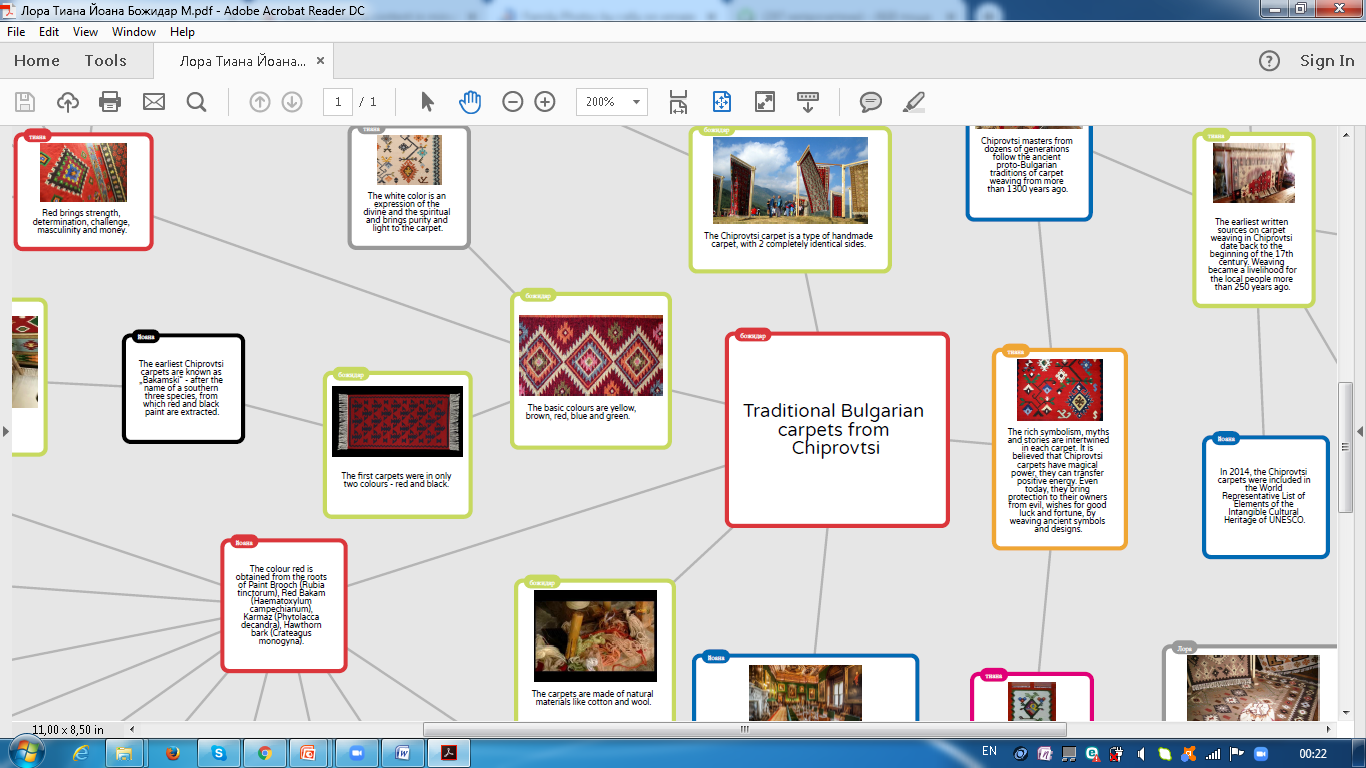 Лора Тиана Йоана Божидар М.pdf - Adobe Acrobat Reader DC
File Edit View Window Help
Home Tools Лора Тиана Йоана... × ? Sign In
1 / 1 200%
тиана
Red brings strength,
determination, challenge,
masculinity and money.
тиана
The white color is an
expression of the
divine and the spiritual
and brings purity and
light to the carpet.
божидар
The Chiprovtsi carpet is a type of handmade
carpet, with 2 completely identical sides.
Chiprovtsi masters from
dozens of generations
follow the ancient
proto-Bulgarian
traditions of carpet
weaving from more
than 1300 years ago.
тиана
The earliest written
sources on carpet
weaving in Chiprovtsi
date back to the
beginning of the 17th
century. Weaving
became a livelihood for
the local people more
than 250 years ago.
Йоана
The earliest Chiprovtsi
carpets are known as
„Bakamski" - after the
name of a southern
three species, from
which red and black
paint are extracted.
божидар
The first carpets were in only
two colours - red and black.
божидар
The basic colours are yellow,
brown, red, blue and green.
божидар
Traditional Bulgarian
carpets from
Chiprovtsi
тиана
The rich symbolism, myths
and stories are intertwined
in each carpet. It is
believed that Chiprovtsi
carpets have magical
power, they can transfer
positive energy. Even
today, they bring
protection to their owners
from evil, wishes for good
luck and fortune, by
weaving ancient symbols
and designs.
Йоана
In 2014, the Chiprovtsi
carpets were included in
the World
Representative List of
Elements of the
Intangible Cultural
Heritage of UNESCO.
Йоана
The colour red is
obtained from the roots
of Paint Brooch (Rubia
tinctorum), Red Bakam
(Haematoxylum
campechianum),
Karmaz (Phytolacca
decandra), Hawthorn
bark (Crateagus
monogyna).
божидар
The carpets are made of natural
materials like cotton and wool.
Йоана
тиана
Лора
11,00 x 8,50 in
EN 00:22